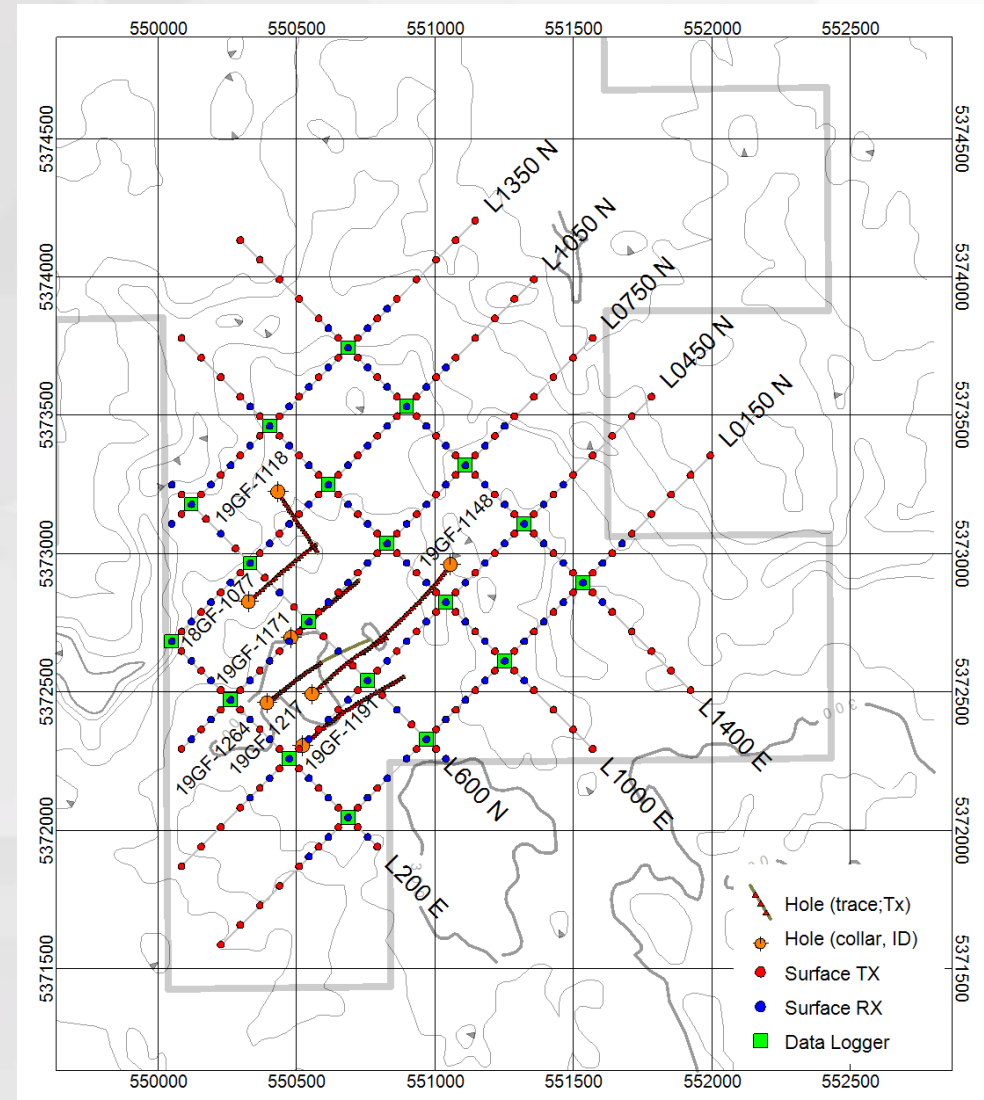 550000 550500 551000 551500 552000 552500
5374500 5374500
5374000 5374000
5373500 5373500
5373000 5373000
5372500 5372500
5372000 5372000
5371500 5371500
L1350 N
L1050 N
L0750 N
L0450 N
L0150 N
19GF-1118
19GF-1148
18GF-1077
19GF-1171
19GF-1264
19GF-1217
19GF-1191
L1400 E
L1000 E
L600 N
L200 E
300
Hole (trace;Tx)
Hole (collar, ID)
Surface TX
Surface RX
Data Logger
550000 550500 551000 551500 552000 552500